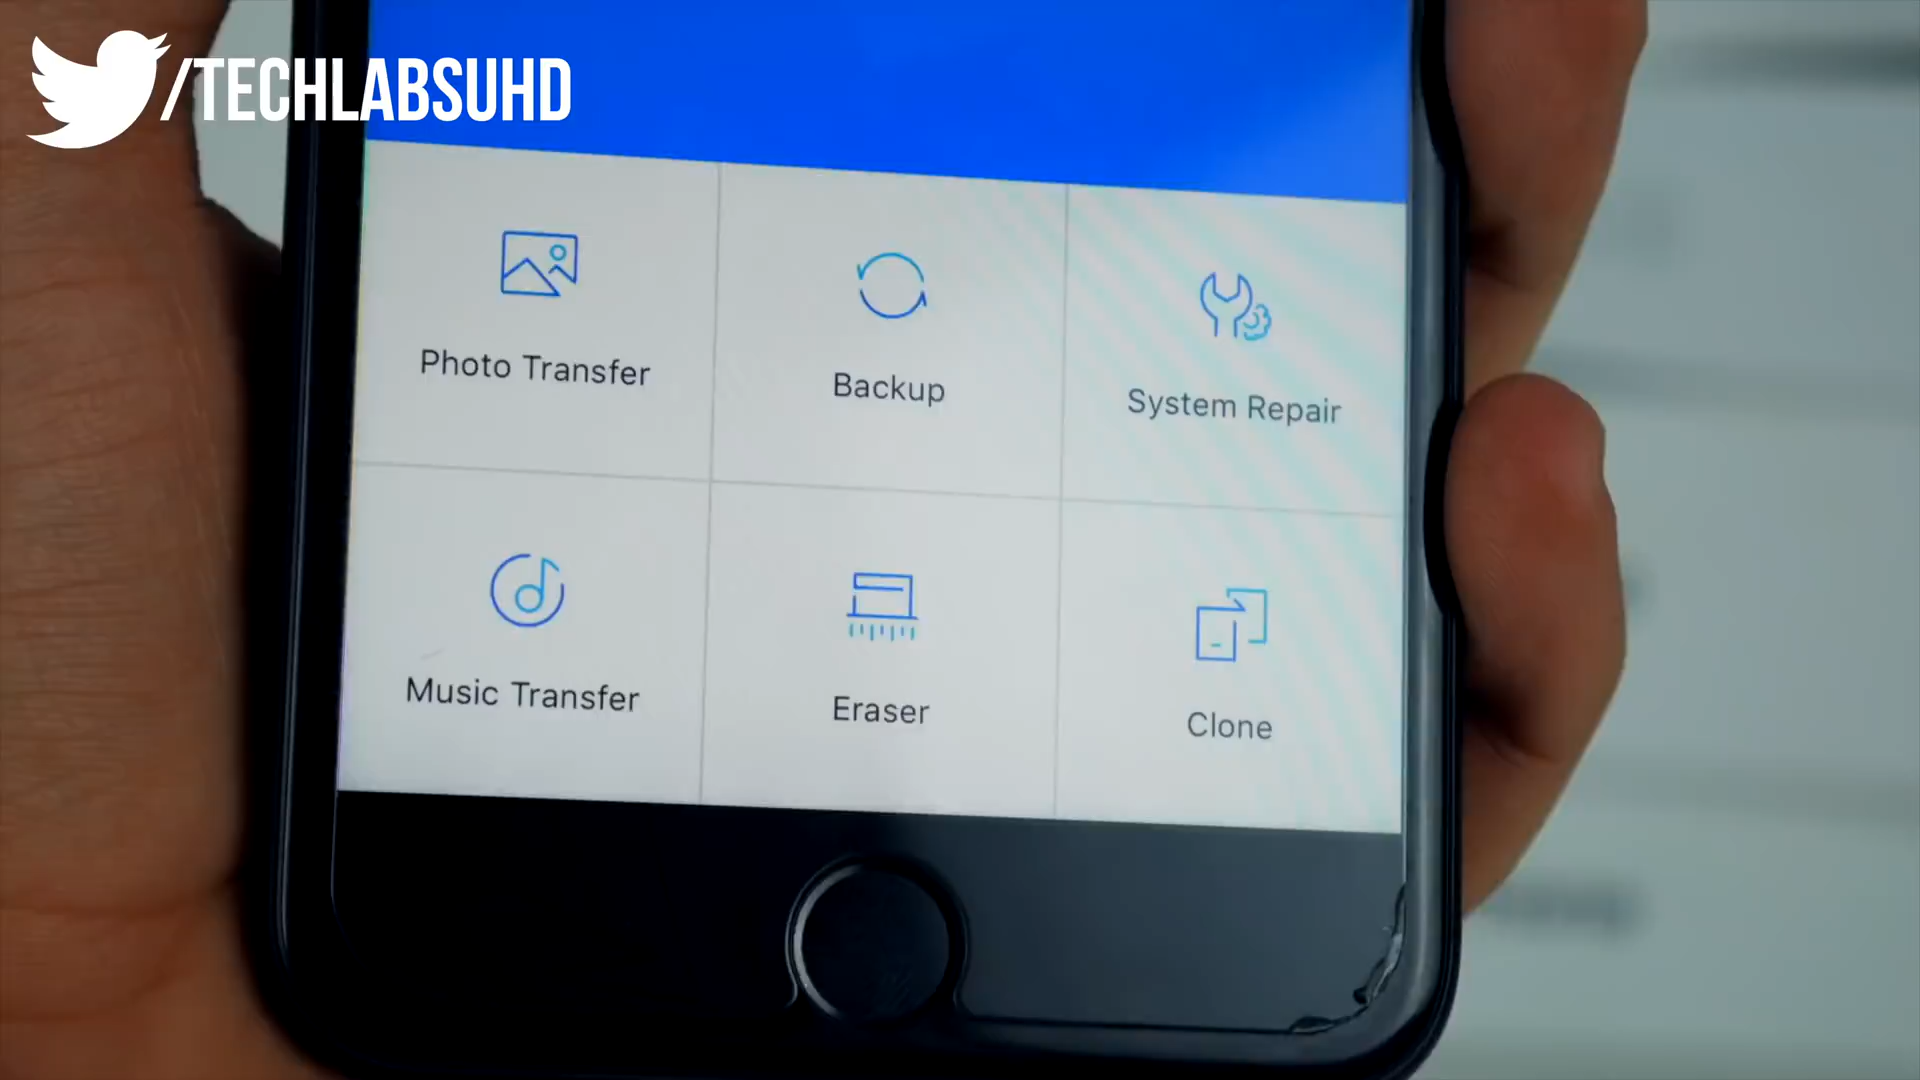 /TECHLABSUHD
Photo Transfer
Backup
System Repair
Music Transfer
Eraser
Clone